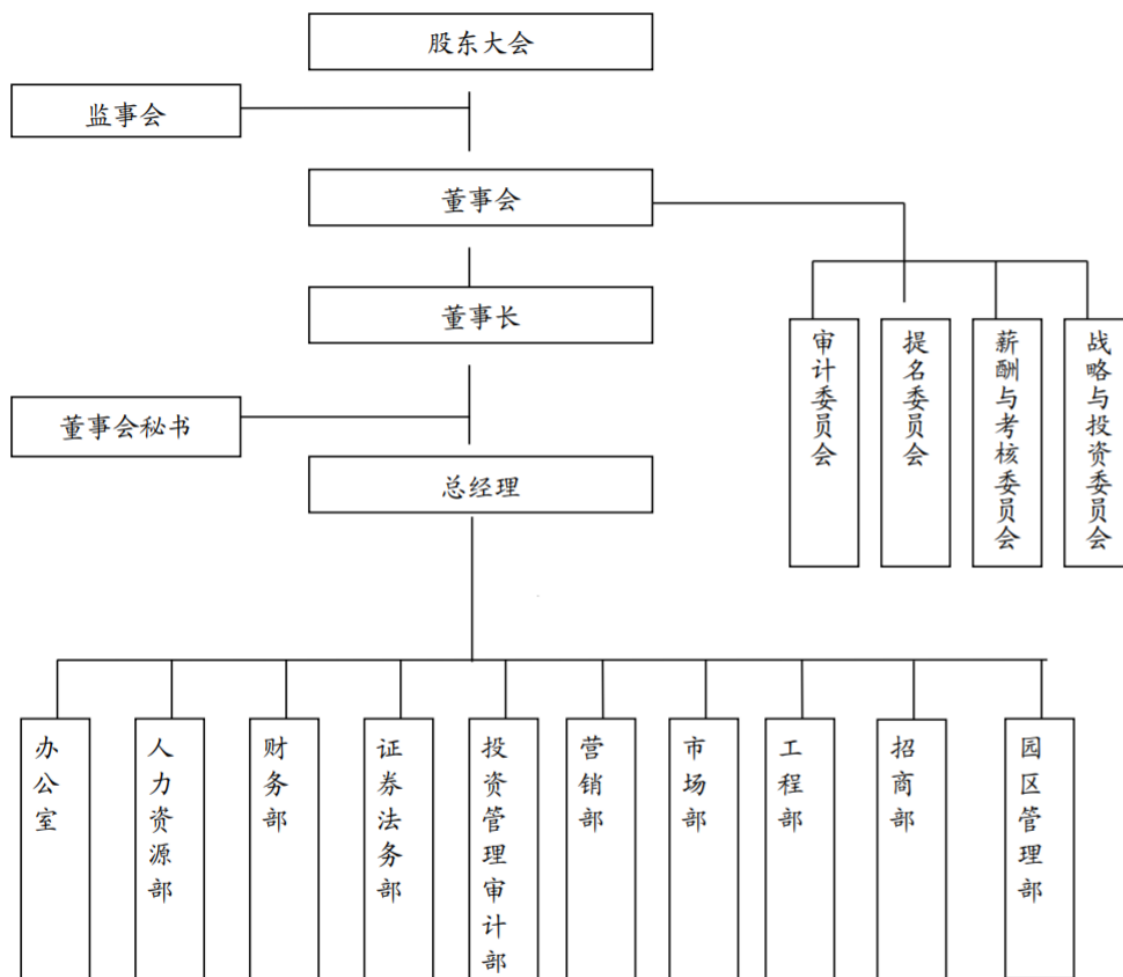 股东大会
监事会
董事会
董事长
董事会秘书
总经理
审计委员会
提名委员会
薪酬与考核委员会
战略与投资委员会
办公室
人力资源部
财务部
证券法务部
投资管理审计部
营销部
市场部
工程部
招商部
园区管理部